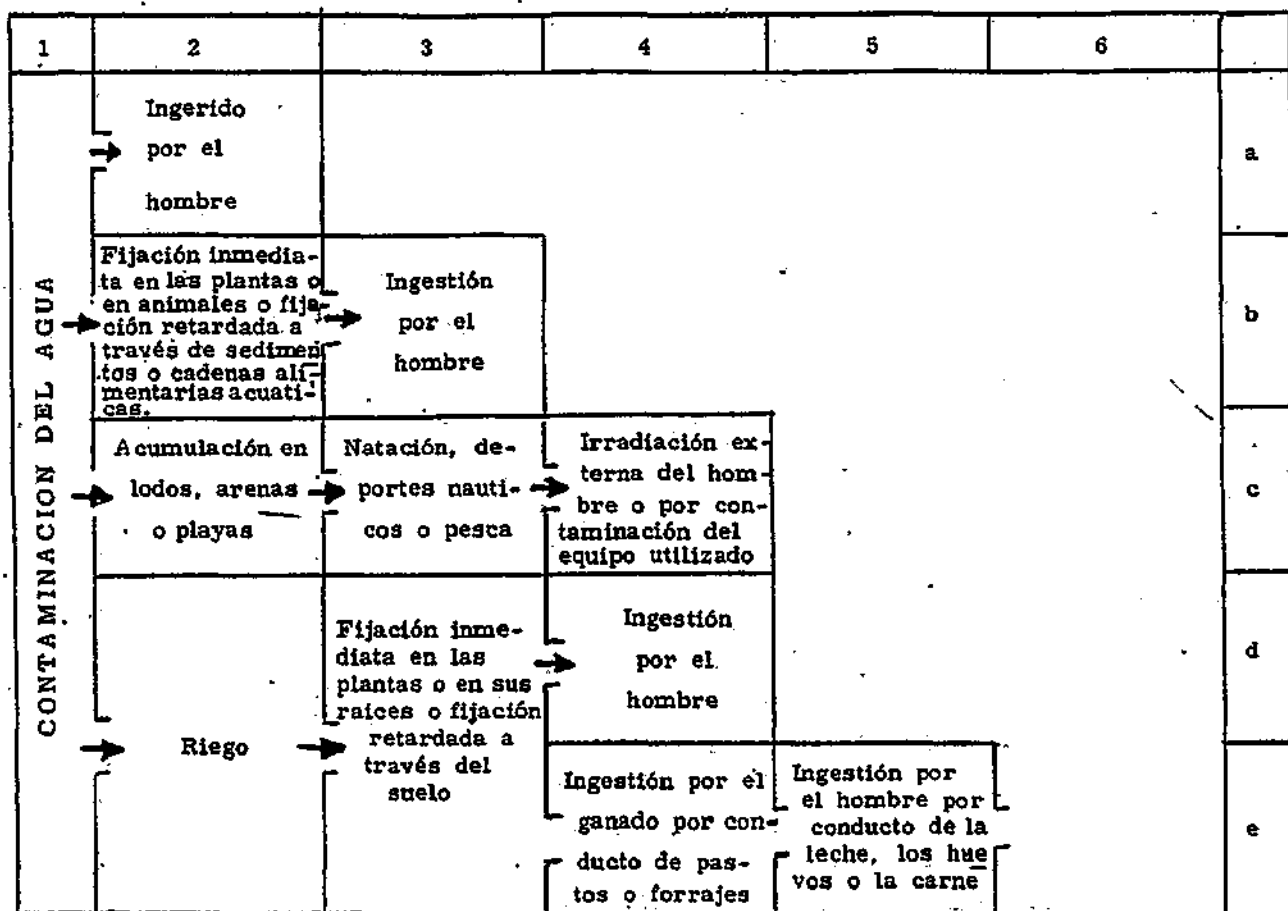 1 2 3 4 5 6
CONTAMINACION DEL AGUA
Ingerido
por el
hombre
a
Fijación inmedia-
ta en las plantas o
en animales o fija-
ción retardada a
través de sedimen
tos o cadenas ali-
mentarias acuati-
cas.
Ingestión
por el
hombre
b
Acumulación en
lodos, arenas
o playas
Natación, de-
portes nauti-
cos o pesca
Irradiación ex-
terna del hom-
bre o por con-
taminación del
equipo utilizado
c
Riego
Fijación inme-
diata en las
plantas o en sus
raices o fijación
retardada a
través del
suelo
Ingestión
por el
hombre
d
Ingestión por el
ganado por con-
ducto de pas-
tos o forrajes
Ingestión por
el hombre por
conducto de la
leche, los hue
vos o la carne
e